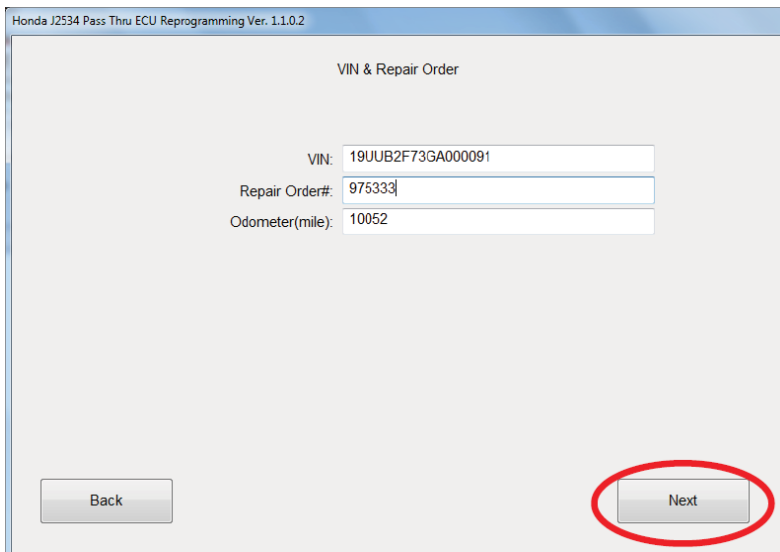 Honda J2534 Pass Thru ECU Reprogramming Ver. 1.1.0.2
VIN & Repair Order
VIN: 19UUB2F73GA000091
Repair Order#: 975333
Odometer(mile): 10052
Back Next